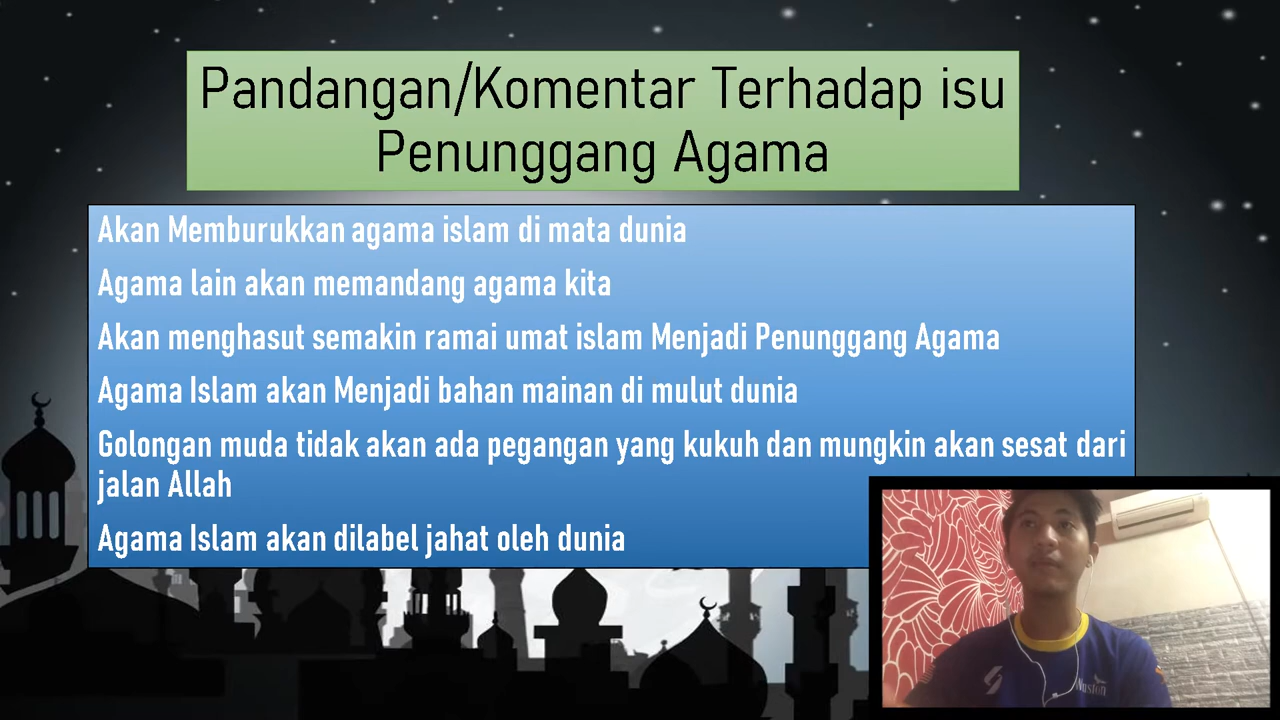 Pandangan/Komentar Terhadap isu
Penunggang Agama
Akan Memburukkan agama islam di mata dunia
Agama lain akan memandang agama kita
Akan menghasut semakin ramai umat islam Menjadi Penunggang Agama
Agama Islam akan Menjadi bahan mainan di mulut dunia
Golongan muda tidak akan ada pegangan yang kukuh dan mungkin akan sesat dari
jalan Allah
Agama Islam akan dilabel jahat oleh dunia